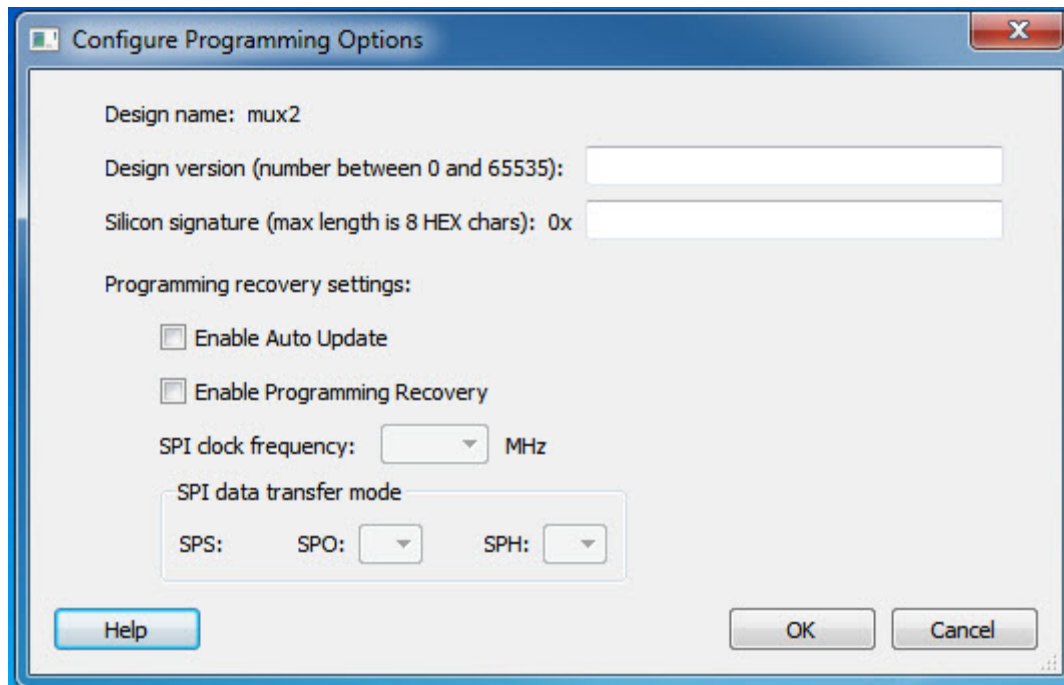 Configure Programming Options
Design name: mux2
Design version (number between 0 and 65535):
Silicon signature (max length is 8 HEX chars): 0x
Programming recovery settings:
Enable Auto Update
Enable Programming Recovery
SPI clock frequency: MHz
SPI data transfer mode
SPS: SPO: SPH:
Help OK Cancel